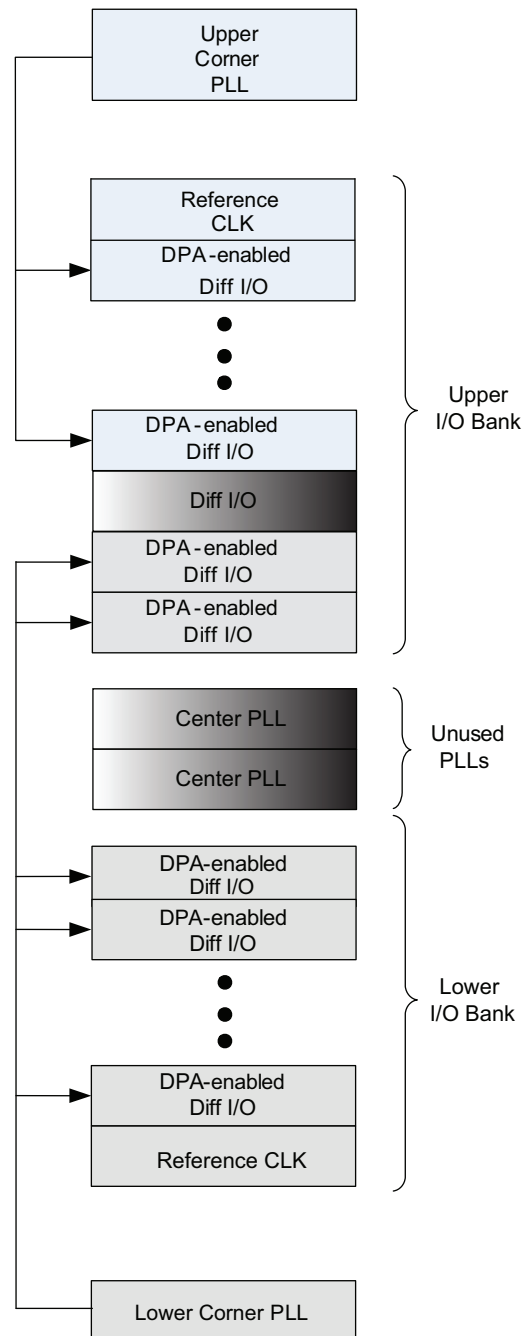 Upper
Corner
PLL
Reference
CLK
DPA-enabled
Diff I/O
DPA-enabled
Diff I/O
Diff I/O
DPA-enabled
Diff I/O
DPA-enabled
Diff I/O
Upper
I/O Bank
Center PLL
Center PLL
Unused
PLLs
DPA-enabled
Diff I/O
DPA-enabled
Diff I/O
DPA-enabled
Diff I/O
Reference CLK
Lower
I/O Bank
Lower Corner PLL